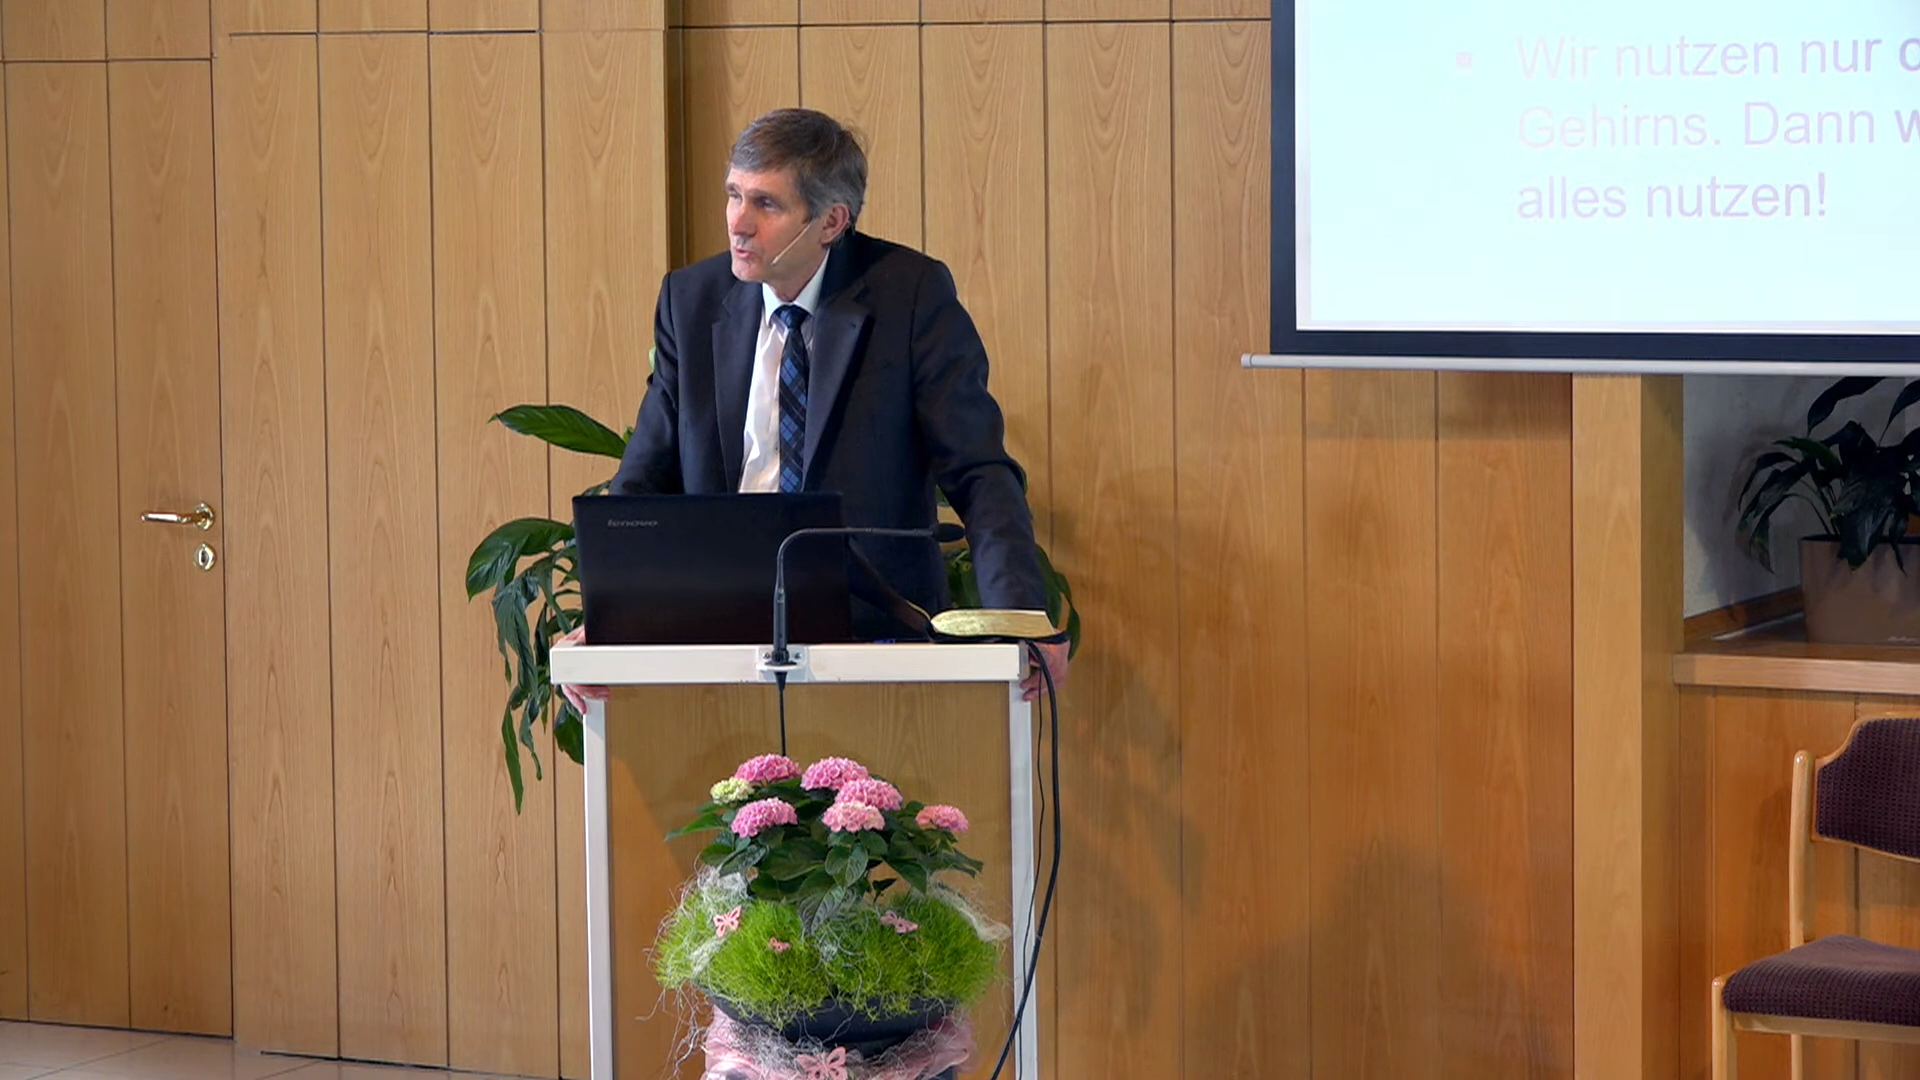 Wir nutzen nur
Gehirns. Dann
alles nutzen!
lenovo